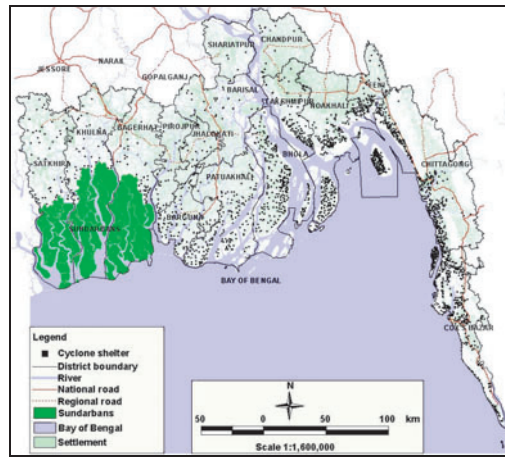 CHANDPUR
SHARIATPUR
NARAIL
JESSORE
GOPALGANJ
BARISAL
FENI
LAKSHMIPUR
NOAKHALI
KHULNA
BAGERHAT
PIROJPUR
JHALOKATI
BHOLA
SATKHIRA
CHITTAGONG
PATUAKHALI
BARGUNA
SUNDARBANS
BAY OF BENGAL
COX'S BAZAR
Legend
Cyclone shelter
District boundary
River
National road
Regional road
Sundarbans
Bay of Bengal
Settlement
N
50 0 50 100 km
Scale 1:1,600,000